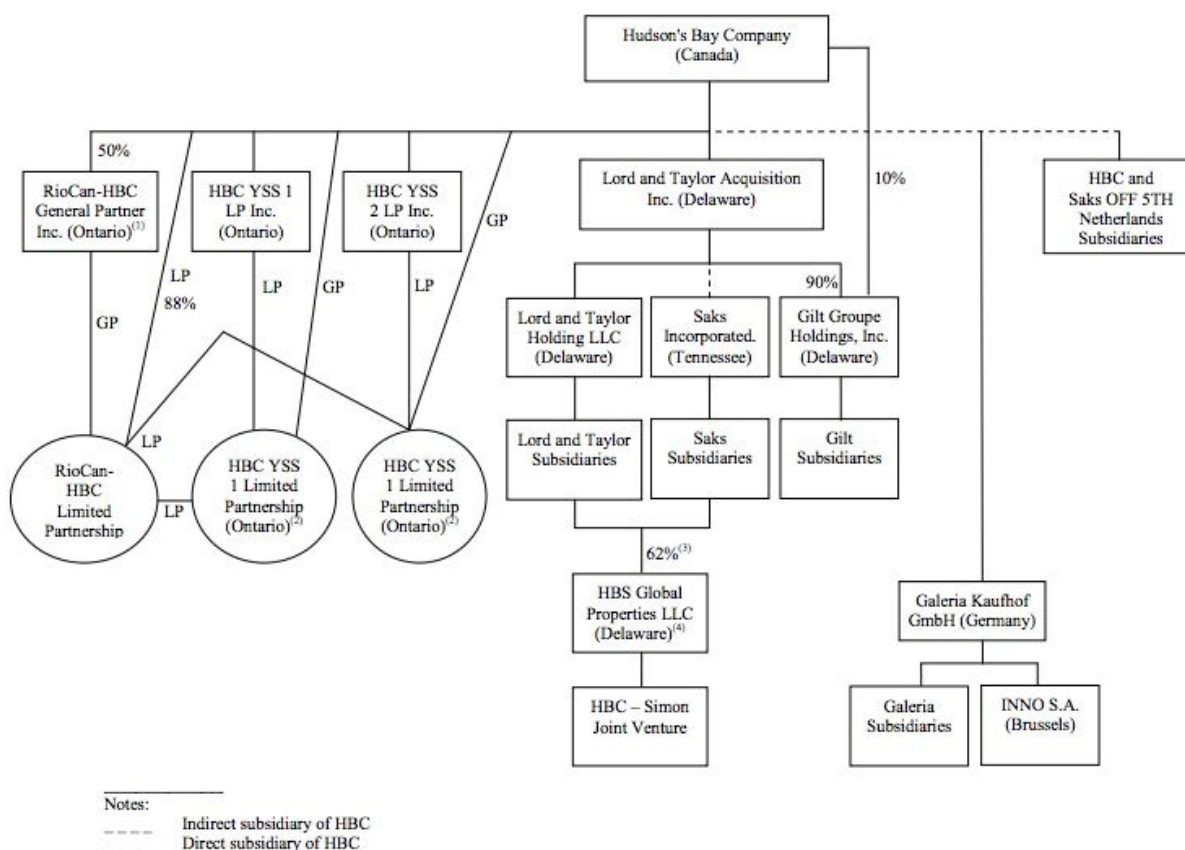 Hudson's Bay Company
(Canada)
50%
RioCan-HBC
General Partner
Inc. (Ontario)(1)
HBC YSS 1
LP Inc.
(Ontario)
HBC YSS
2 LP Inc.
(Ontario)
GP
Lord and Taylor Acquisition
Inc. (Delaware)
10%
HBC and
Saks OFF 5TH
Netherlands
Subsidiaries
GP
LP
88%
LP
GP
LP
90%
Lord and Taylor
Holding LLC
(Delaware)
Saks
Incorporated.
(Tennessee)
Gilt Groupe
Holdings, Inc.
(Delaware)
LP
RioCan-
HBC
Limited
Partnership
LP
HBC YSS
1 Limited
Partnership
(Ontario)(2)
HBC YSS
1 Limited
Partnership
(Ontario)(2)
Lord and Taylor
Subsidiaries
Saks
Subsidiaries
Gilt
Subsidiaries
62%(3)
HBS Global
Properties LLC
(Delaware)(4)
Galeria Kaufhof
GmbH (Germany)
HBC – Simon
Joint Venture
Galeria
Subsidiaries
INNO S.A.
(Brussels)
Notes:
Indirect subsidiary of HBC
Direct subsidiary of HBC